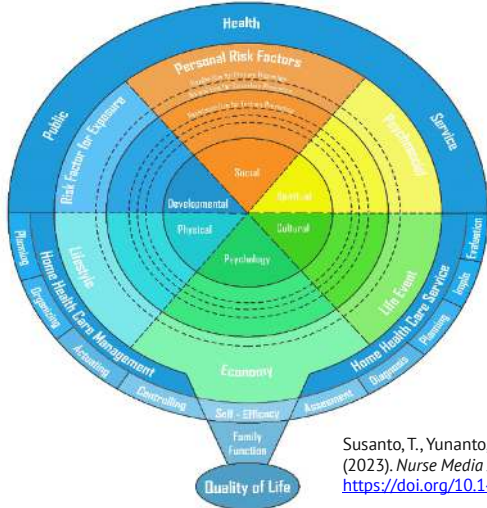 Health
Public
Service
Personal Risk Factors
Risk Factor for Exposure
Psychosocial
Social
Developmental
Spiritual
Physical
Cultural
Psychology
Lifestyle
Life Event
Economy
Home Health Care Management
Home Health Care Service
Planning
Organizing
Actuating
Controlling
Self - Efficacy
Assesment
Diagnosis
Planning
Implo
Evaluation
Family
Function
Quality of Life
Susanto, T., Yunanto
(2023). Nurse Media
https://doi.org/10.1